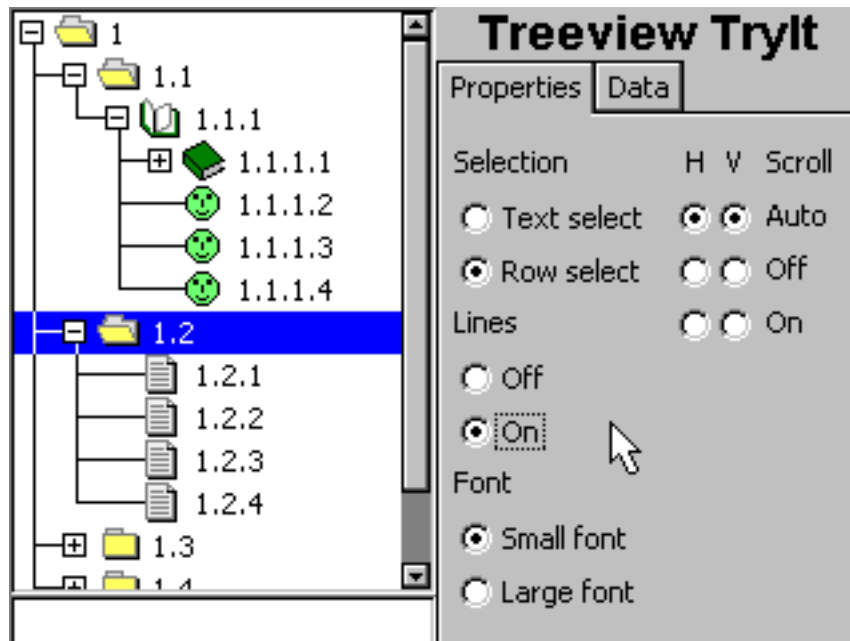 1
1.1
1.1.1
1.1.1.1
1.1.1.2
1.1.1.3
1.1.1.4
1.2
1.2.1
1.2.2
1.2.3
1.2.4
1.3
1.4
Treeview TryIt
Properties Data
Selection H V Scroll
Text select Auto
Row select Off
Lines On
Off
On
Font
Small font
Large font